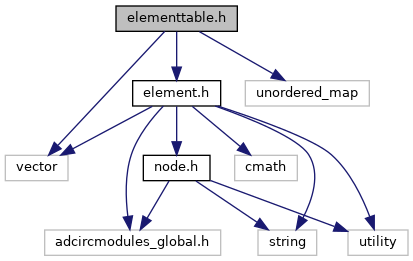 elementtable.h
element.h
unordered_map
vector
node.h
cmath
adcircmodules_global.h
string
utility